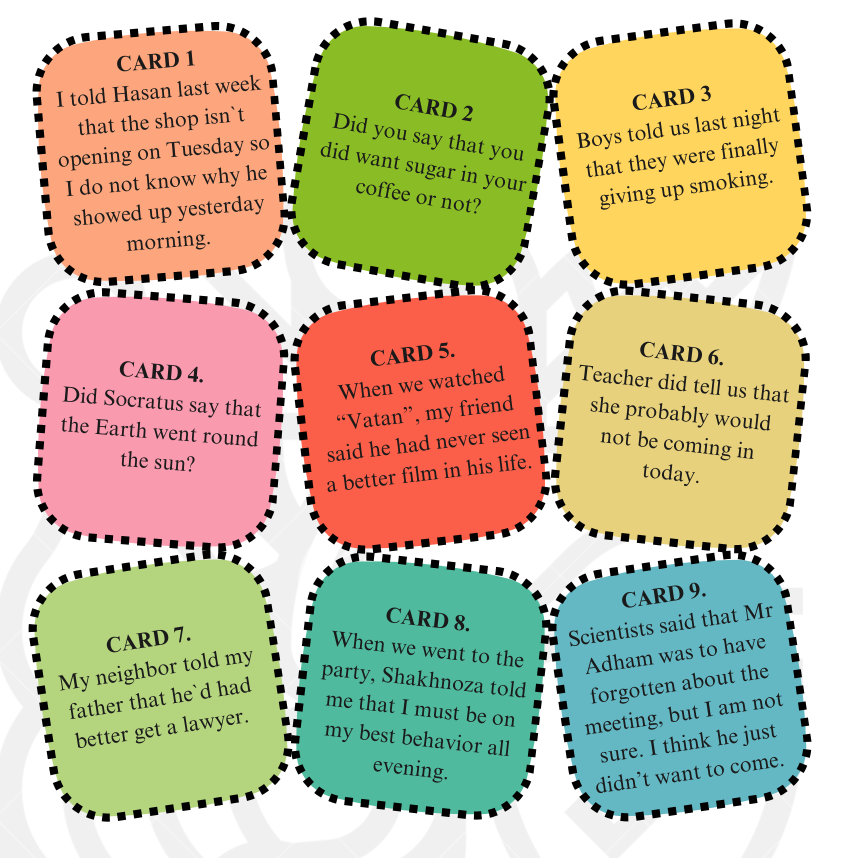 CARD 1
I told Hasan last week
that the shop isn`t
opening on Tuesday so
I do not know why he
showed up yesterday
morning.
CARD 2
Did you say that you
did want sugar in your
coffee or not?
CARD 3
Boys told us last night
that they were finally
giving up smoking.
CARD 4.
Did Socratus say that
the Earth went round
the sun?
CARD 5.
When we watched
“Vatan”, my friend
said he had never seen
a better film in his life.
CARD 6.
Teacher did tell us that
she probably would
not be coming in
today.
CARD 7.
My neighbor told my
father that he`d had
better get a lawyer.
CARD 8.
When we went to the
party, Shakhnoza told
me that I must be on
my best behavior all
evening.
CARD 9.
Scientists said that Mr
Adham was to have
forgotten about the
meeting, but I am not
sure. I think he just
didn’t want to come.